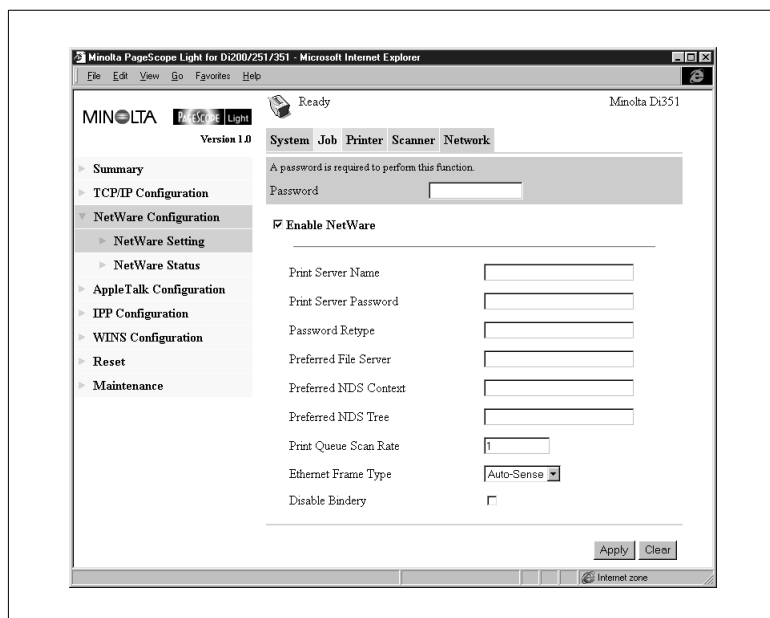 Minolta PageScope Light for Di200/251/351 - Microsoft Internet Explorer
File Edit View Go Favorites Help
MINOLTA PAGESCOPE Light
Version 1.0
Ready
Minolta Di351
System Job Printer Scanner Network
Summary
TCP/IP Configuration
NetWare Configuration
NetWare Setting
NetWare Status
AppleTalk Configuration
IPP Configuration
WINS Configuration
Reset
Maintenance
A password is required to perform this function.
Password
Enable NetWare
Print Server Name
Print Server Password
Password Retype
Preferred File Server
Preferred NDS Context
Preferred NDS Tree
Print Queue Scan Rate 1
Ethernet Frame Type Auto-Sense
Disable Bindery
Apply Clear
Internet zone